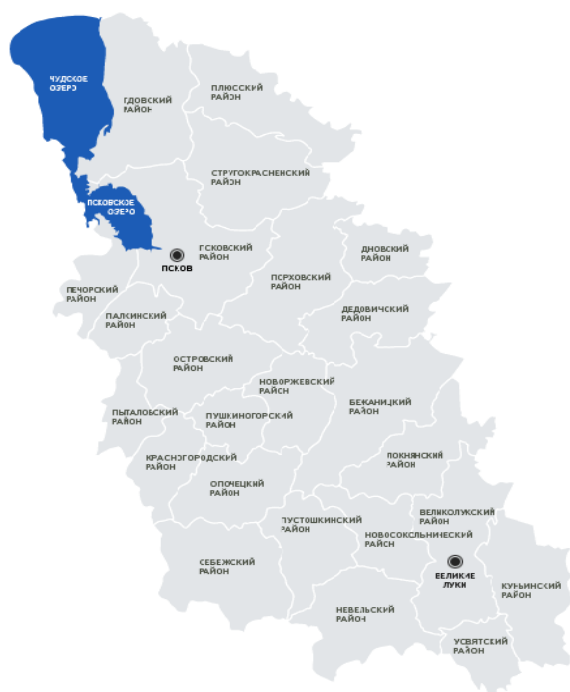 ЧУДСКОЕ
ОЗЕРО
ГДОВСКИЙ
РАЙОН
ПЛЮССКИЙ
РАЙОН
СТРУГОКРАСНЕНСКИЙ
РАЙОН
ПСКОВСКОЕ
ОЗЕРО
ПСКОВСКИЙ
РАЙОН
ПСКОВ
ДНОВСКИЙ
РАЙОН
ПОРХОВСКИЙ
РАЙОН
ПЕЧОРСКИЙ
РАЙОН
ПАЛКИНСКИЙ
РАЙОН
ДЕДОВИЧСКИЙ
РАЙОН
ОСТРОВСКИЙ
РАЙОН
НОВОРЖЕВСКИЙ
РАЙОН
БЕЖАНИЦКИЙ
РАЙОН
ПЫТАЛОВСКИЙ
РАЙОН
ПУШКИНОГОРСКИЙ
РАЙОН
КРАСНОГОРОДСКИЙ
РАЙОН
ЛОКНЯНСКИЙ
РАЙОН
ОПОЧЕЦКИЙ
РАЙОН
ПУСТОШКИНСКИЙ
РАЙОН
ВЕЛИКОЛУКСКИЙ
РАЙОН
НОВОСОКОЛЬНИЧЕСКИЙ
РАЙОН
СЕБЕЖСКИЙ
РАЙОН
ВЕЛИКИЕ
ЛУКИ
КУНЬИНСКИЙ
РАЙОН
НЕВЕЛЬСКИЙ
РАЙОН
УСВЯТСКИЙ
РАЙОН